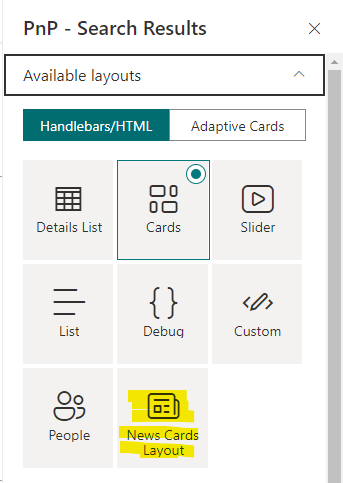 PnP - Search Results
Available layouts
Handlebars/HTML Adaptive Cards
Details List Cards Slider
List Debug Custom
People News Cards
Layout